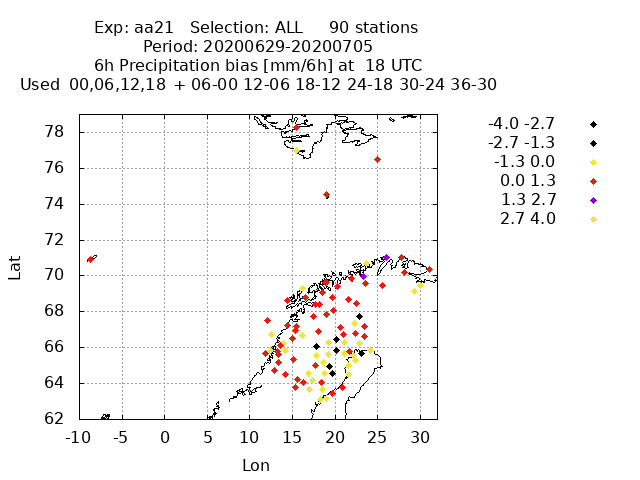 Exp: aa21 Selection: ALL 90 stations
Period: 20200629-20200705
6h Precipitation bias [mm/6h] at 18 UTC
Used 00,06,12,18 + 06-00 12-06 18-12 24-18 30-24 36-30
-4.0 -2.7
-2.7 -1.3
-1.3 0.0
0.0 1.3
1.3 2.7
2.7 4.0
78
76
74
72
70
68
66
64
62
Lat
-10 -5 0 5 10 15 20 25 30
Lon